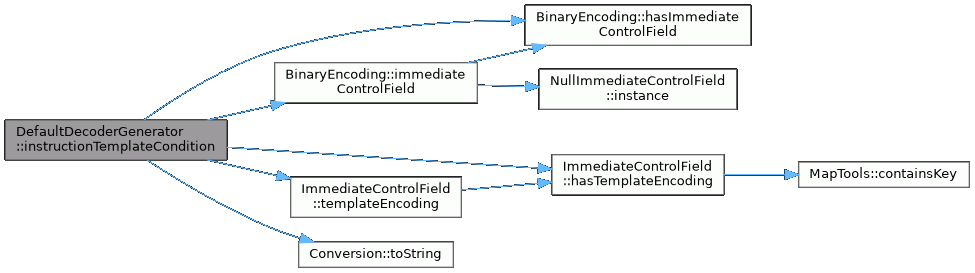 BinaryEncoding::hasImmediate
ControlField
BinaryEncoding::immediate
ControlField
NullImmediateControlField
::instance
DefaultDecoderGenerator
::instructionTemplateCondition
ImmediateControlField
::hasTemplateEncoding
MapTools::containsKey
ImmediateControlField
::templateEncoding
Conversion::toString